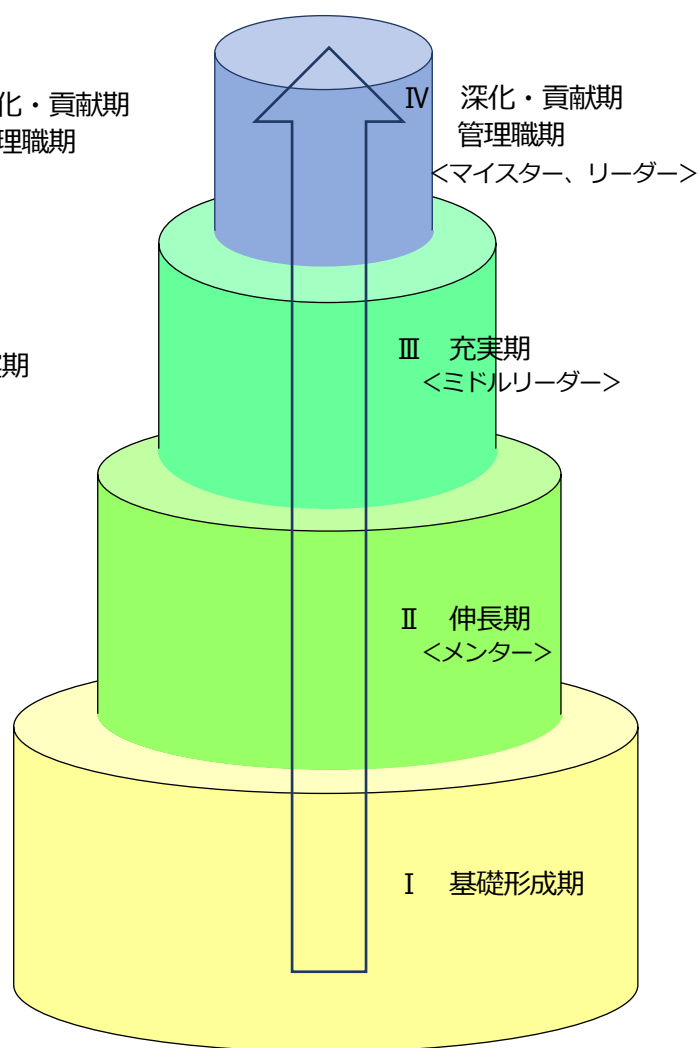 化・貢献期
理職期
Ⅳ 深化・貢献期
管理職期
<マイスター、リーダー>
期
Ⅲ 充実期
<ミドルリーダー>
Ⅱ 伸長期
<メンター>
Ⅰ 基礎形成期